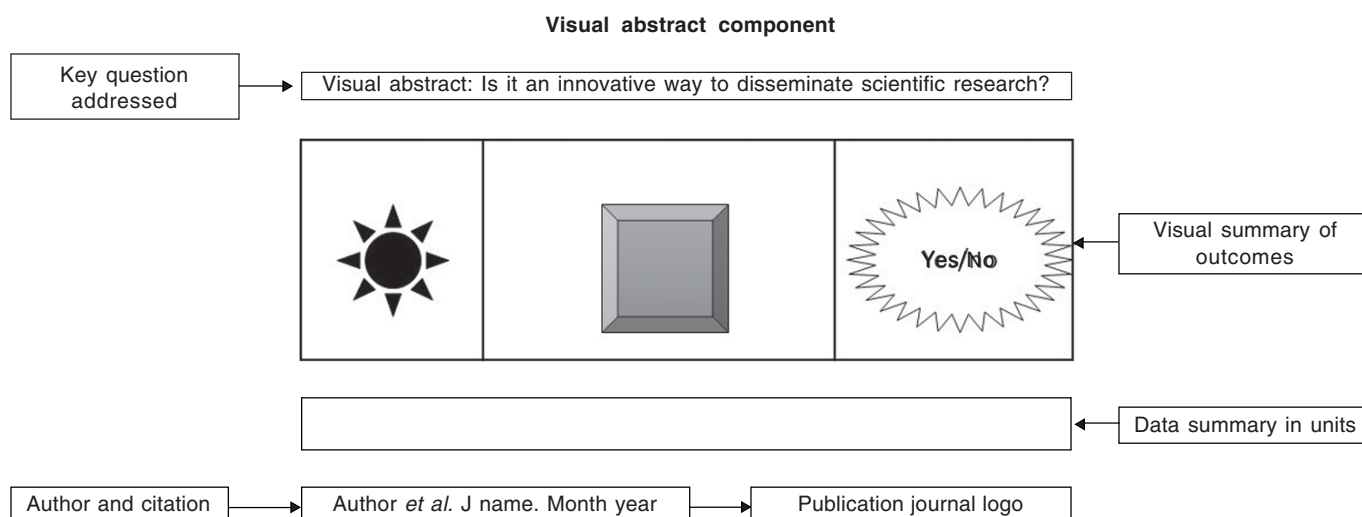 Visual abstract component
Key question
addressed
Visual abstract: Is it an innovative way to disseminate scientific research?
Yes/No
Visual summary of
outcomes
Data summary in units
Author and citation
Author et al. J name. Month year
Publication journal logo